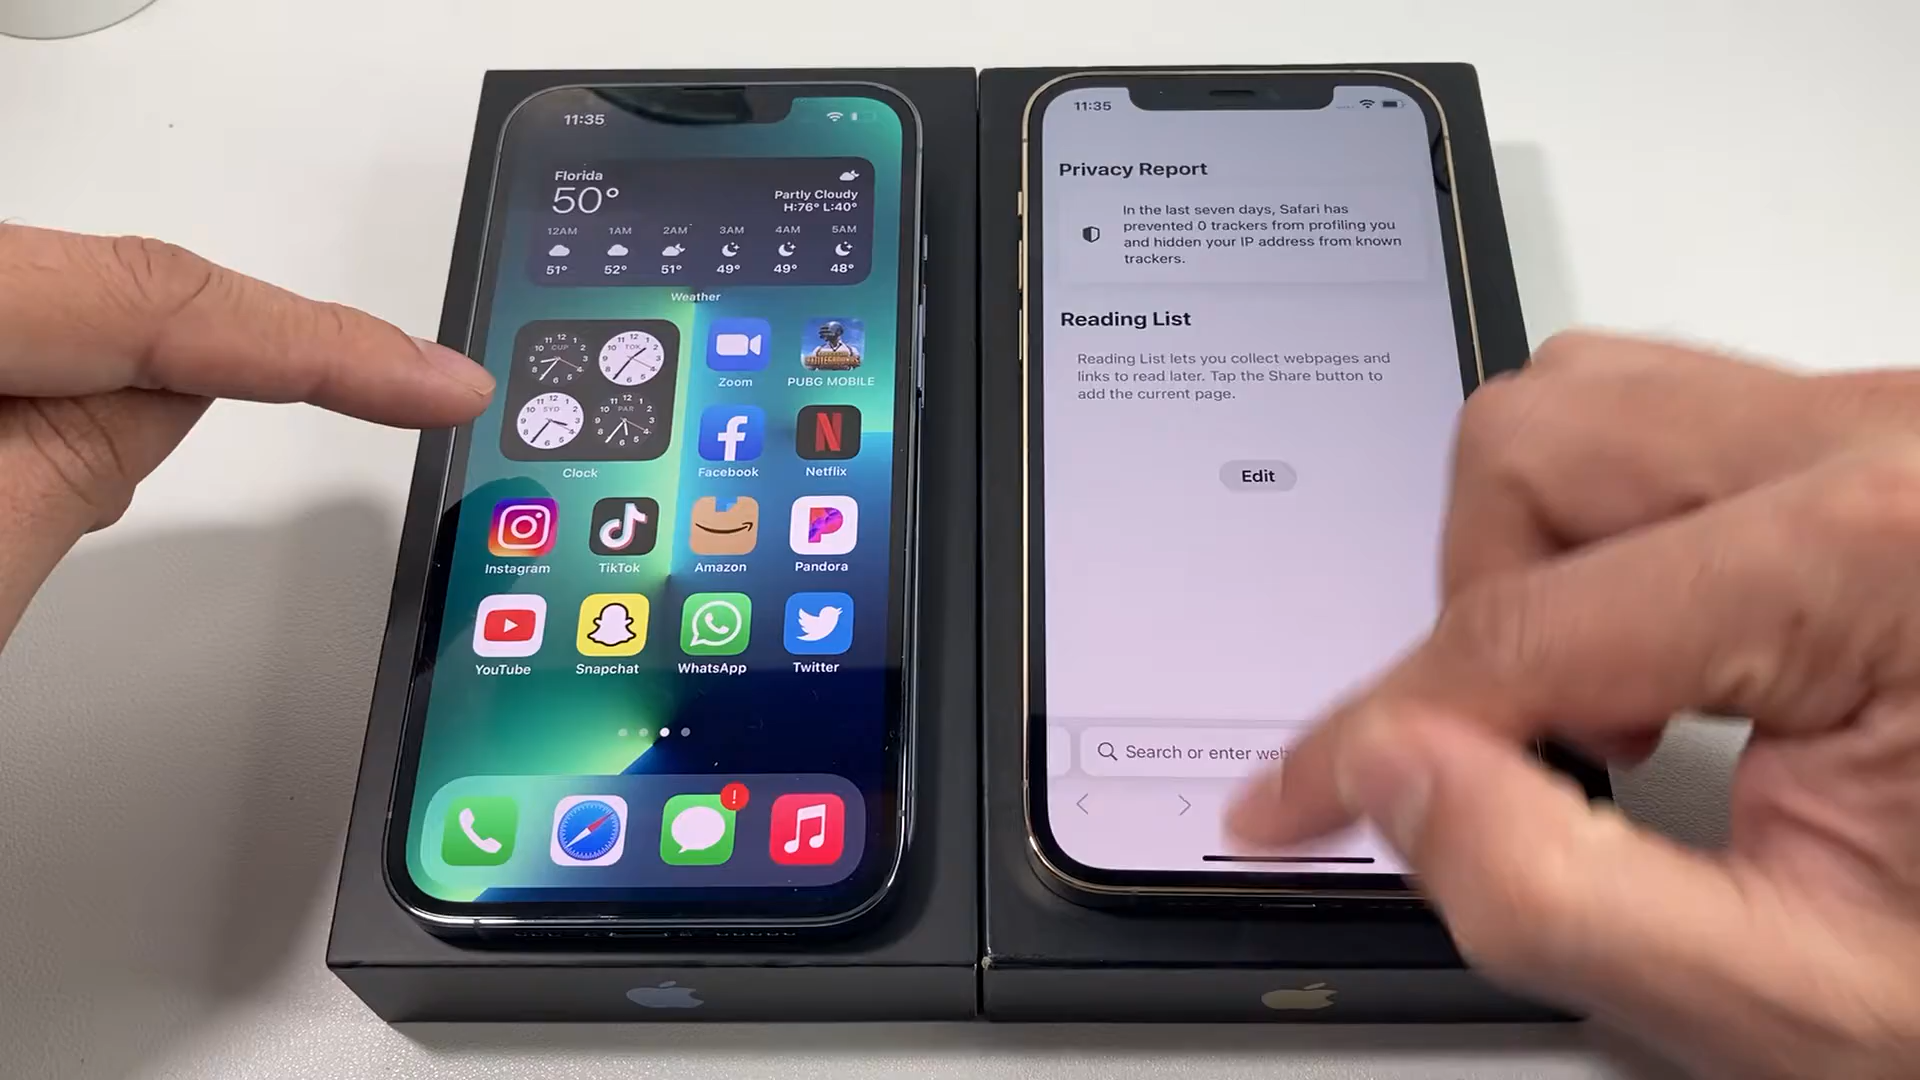 11:35
Florida
50°
Partly Cloudy
H:76° L:40°
12AM 1AM 2AM 3AM 4AM 5AM
51° 52° 51° 49° 49° 48°
Weather
CUP TOK
SYD PAR
Clock
Zoom PUBG MOBILE
Facebook Netflix
Instagram TikTok Amazon Pandora
YouTube Snapchat WhatsApp Twitter
!
11:35
Privacy Report
In the last seven days, Safari has
prevented 0 trackers from profiling you
and hidden your IP address from known
trackers.
Reading List
Reading List lets you collect webpages and
links to read later. Tap the Share button to
add the current page.
Edit
Search or enter